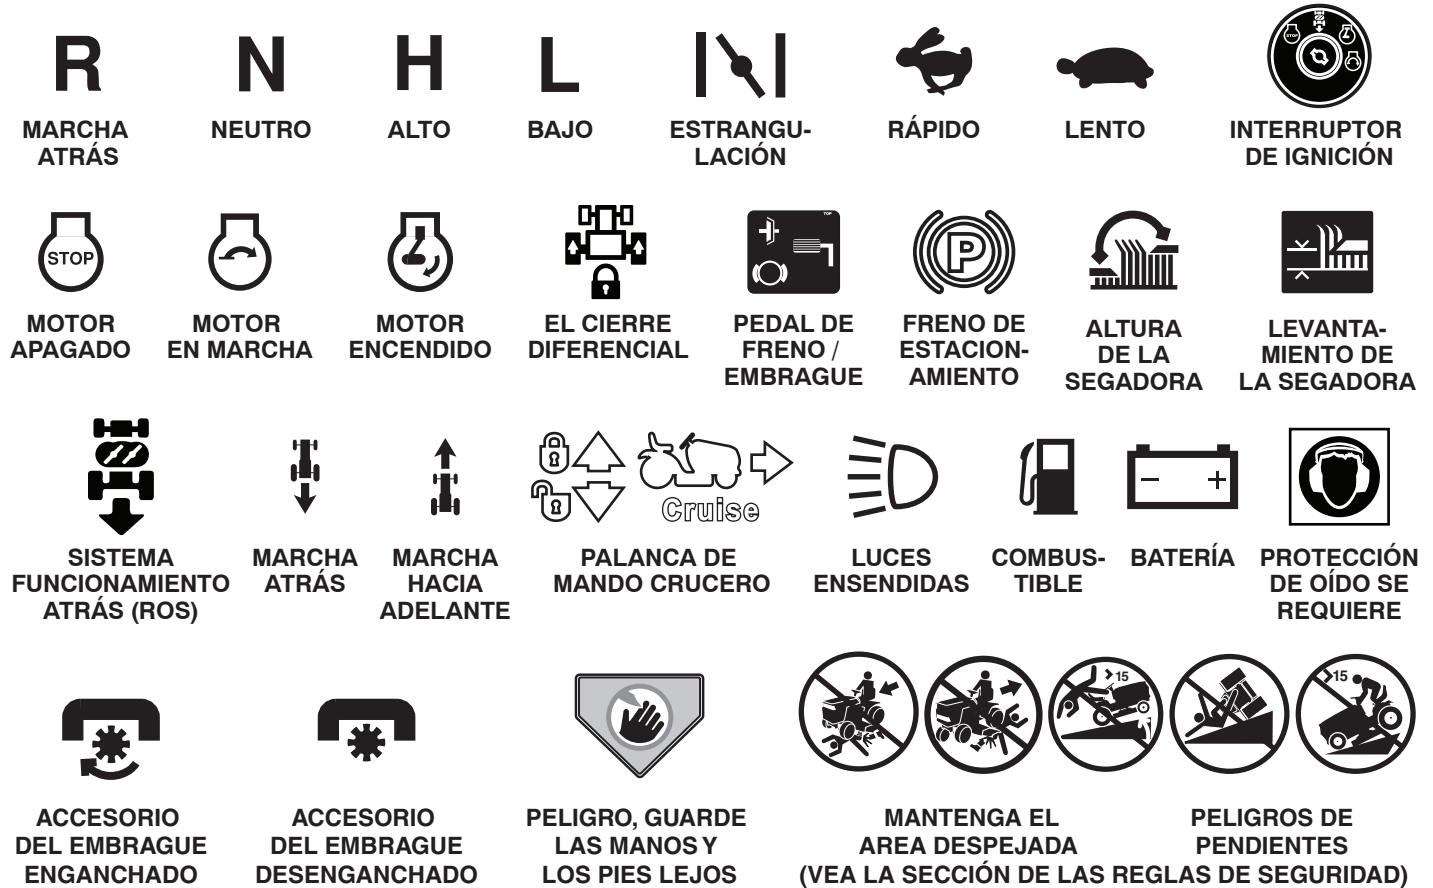 R N H L
MARCHA
ATRÁS
NEUTRO
ALTO
BAJO
ESTRANGU-
LACIÓN
RÁPIDO
LENTO
STOP
INTERRUPTOR
DE IGNICIÓN
STOP
MOTOR
APAGADO
MOTOR
EN MARCHA
MOTOR
ENCENDIDO
EL CIERRE
DIFERENCIAL
TOP
PEDAL DE
FRENO /
EMBRAGUE
P
FRENO DE
ESTACION-
AMIENTO
ALTURA
DE LA
SEGADORA
LEVANTA-
MIENTO DE
LA SEGADORA
SISTEMA
FUNCIONAMIENTO
ATRÁS (ROS)
MARCHA
ATRÁS
MARCHA
HACIA
ADELANTE
Cruise
PALANCA DE
MANDO CRUCERO
LUCES
ENSENDIDAS
COMBUS-
TIBLE
- +
BATERÍA
PROTECCIÓN
DE OÍDO SE
REQUIERE
ACCESORIO
DEL EMBRAGUE
ENGANCHADO
ACCESORIO
DEL EMBRAGUE
DESENGANCHADO
PELIGRO, GUARDE
LAS MANOS Y
LOS PIES LEJOS
15
15
MANTENGA EL
AREA DESPEJADA
PELIGROS DE
PENDIENTES
(VEA LA SECCIÓN DE LAS REGLAS DE SEGURIDAD)